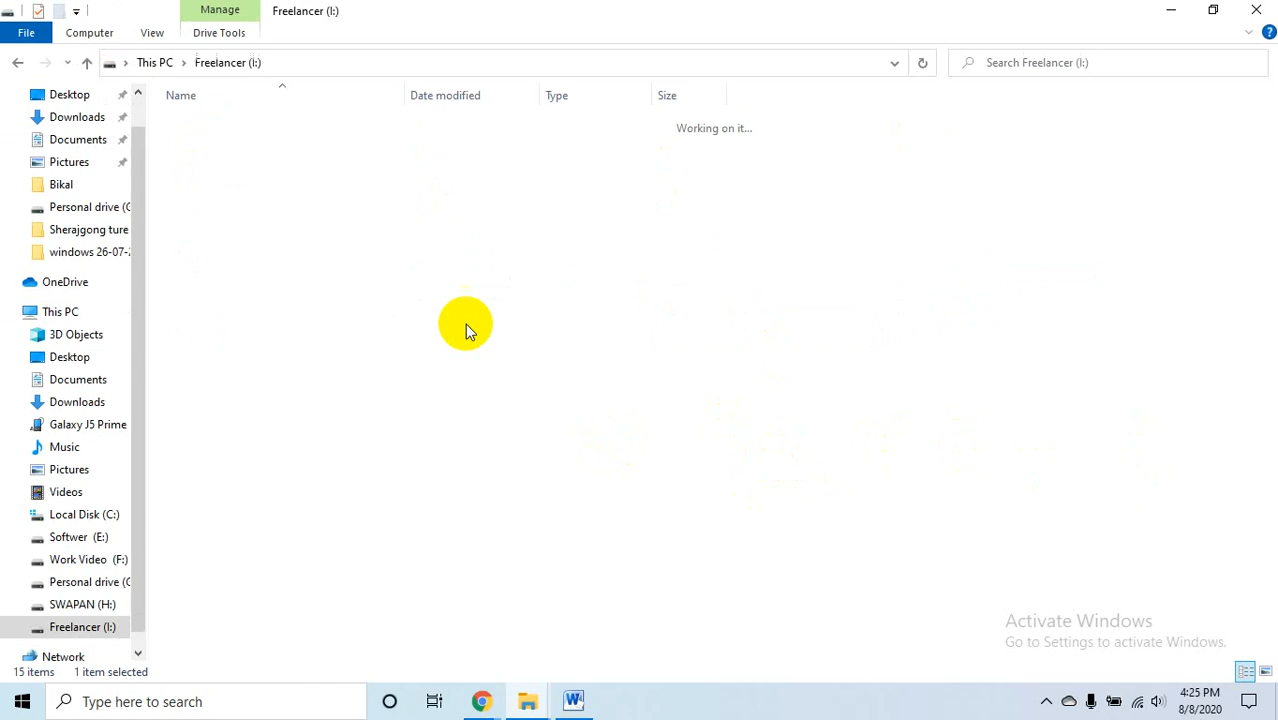 Manage
Freelancer (I:)
File
Computer
View
Drive Tools
This PC
Freelancer (I:)
Search Freelancer (I:)
Name
Date modified
Type
Size
Working on it...
Desktop
Downloads
Documents
Pictures
Bikal
Personal drive (G
Sherajgong ture
windows 26-07-
OneDrive
This PC
3D Objects
Desktop
Documents
Downloads
Galaxy J5 Prime
Music
Pictures
Videos
Local Disk (C:)
Softwer (E:)
Work Video (F:)
Personal drive (G
SWAPAN (H:)
Freelancer (I:)
Network
Activate Windows
Go to Settings to activate Windows.
15 items
1 item selected
Type here to search
4:25 PM
8/8/2020